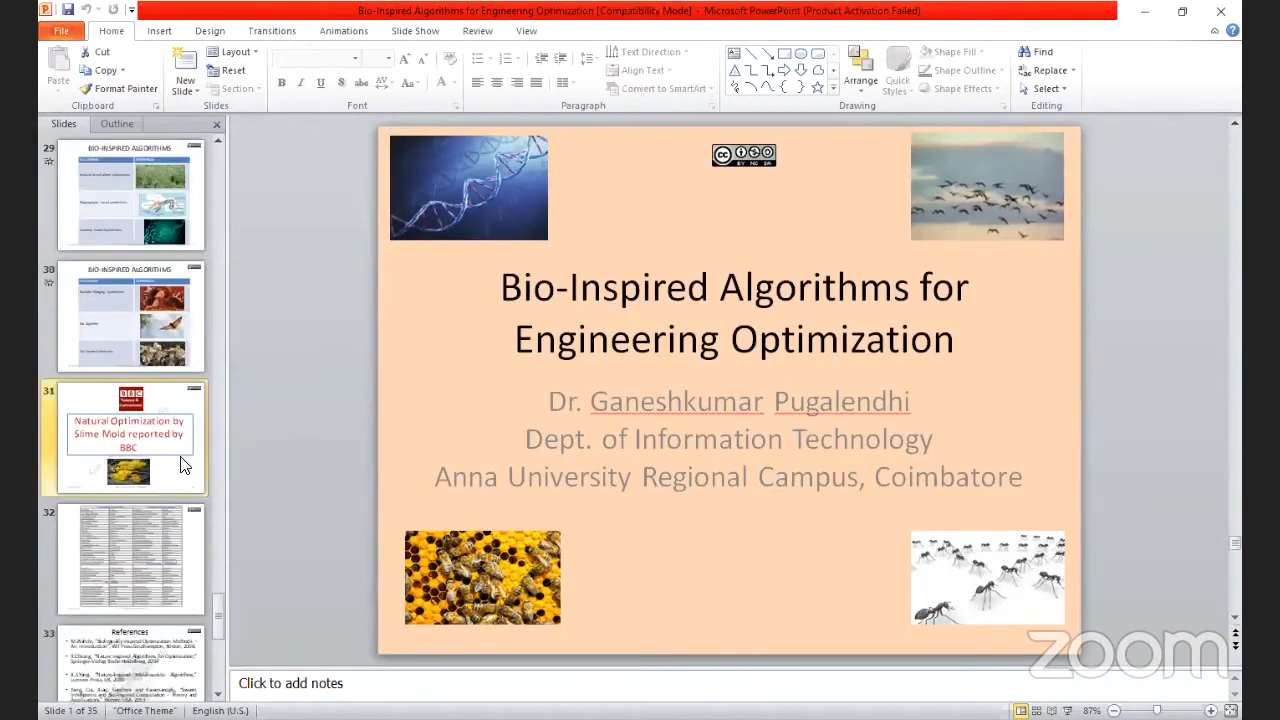 Bio-Inspired Algorithms for Engineering Optimization [Compatibility Mode] - Microsoft PowerPoint (Product Activation Failed)
File Home Insert Design Transitions Animations Slide Show Review View
Paste
Cut
Copy
Format Painter
Clipboard
New Slide
Layout
Reset
Section
Slides
Font
Text Direction
Align Text
Convert to SmartArt
Paragraph
Arrange
Quick Styles
Shape Fill
Shape Outline
Shape Effects
Drawing
Find
Replace
Select
Editing
Slides Outline
29
BIO-INSPIRED ALGORITHMS
30
BIO-INSPIRED ALGORITHMS
31
BBC
Natural Optimization by
Slime Mold reported by
BBC
32
33
References
Bio-Inspired Algorithms for
Engineering Optimization
Dr. Ganeshkumar Pugalendhi
Dept. of Information Technology
Anna University Regional Campus, Coimbatore
cc
BY NC SA
zoom
Click to add notes
Slide 1 of 35 "Office Theme" English (U.S.) 87%